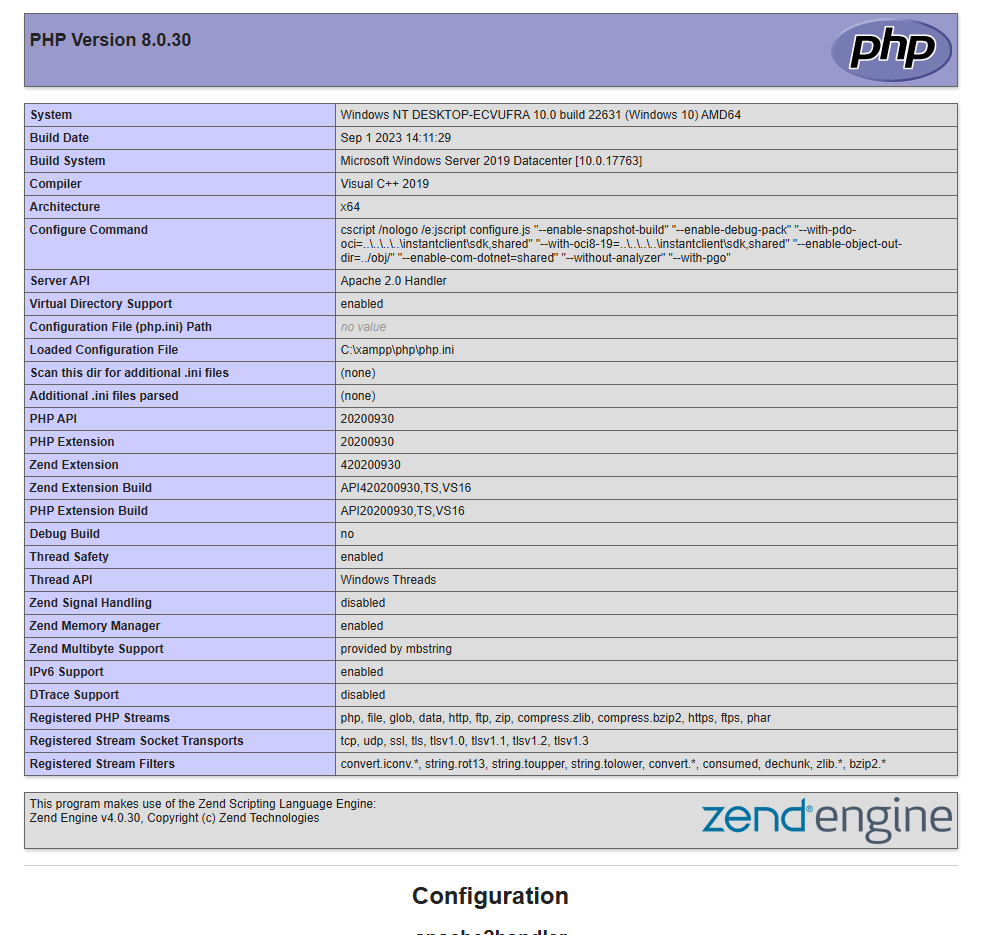 PHP Version 8.0.30
php
System Windows NT DESKTOP-ECVUFRA 10.0 build 22631 (Windows 10) AMD64
Build Date Sep 1 2023 14:11:29
Build System Microsoft Windows Server 2019 Datacenter [10.0.17763]
Compiler Visual C++ 2019
Architecture x64
Configure Command cscript /nologo /e:jscript configure.js "--enable-snapshot-build" "--enable-debug-pack" "--with-pdo-
oci=..\..\..\..\instantclient\sdk,shared" "--with-oci8-19=..\..\..\..\instantclient\sdk,shared" "--enable-object-out-
dir=../obj/" "--enable-com-dotnet=shared" "--without-analyzer" "--with-pgo"
Server API Apache 2.0 Handler
Virtual Directory Support enabled
Configuration File (php.ini) Path no value
Loaded Configuration File C:\xampp\php\php.ini
Scan this dir for additional .ini files (none)
Additional .ini files parsed (none)
PHP API 20200930
PHP Extension 20200930
Zend Extension 420200930
Zend Extension Build API420200930,TS,VS16
PHP Extension Build API20200930,TS,VS16
Debug Build no
Thread Safety enabled
Thread API Windows Threads
Zend Signal Handling disabled
Zend Memory Manager enabled
Zend Multibyte Support provided by mbstring
IPv6 Support enabled
DTrace Support disabled
Registered PHP Streams php, file, glob, data, http, ftp, zip, compress.zlib, compress.bzip2, https, ftps, phar
Registered Stream Socket Transports tcp, udp, ssl, tls, tlsv1.0, tlsv1.1, tlsv1.2, tlsv1.3
Registered Stream Filters convert.iconv.*, string.rot13, string.toupper, string.tolower, convert.*, consumed, dechunk, zlib.*, bzip2.*
This program makes use of the Zend Scripting Language Engine:
Zend Engine v4.0.30, Copyright (c) Zend Technologies
zend® engine
Configuration
apache2handler